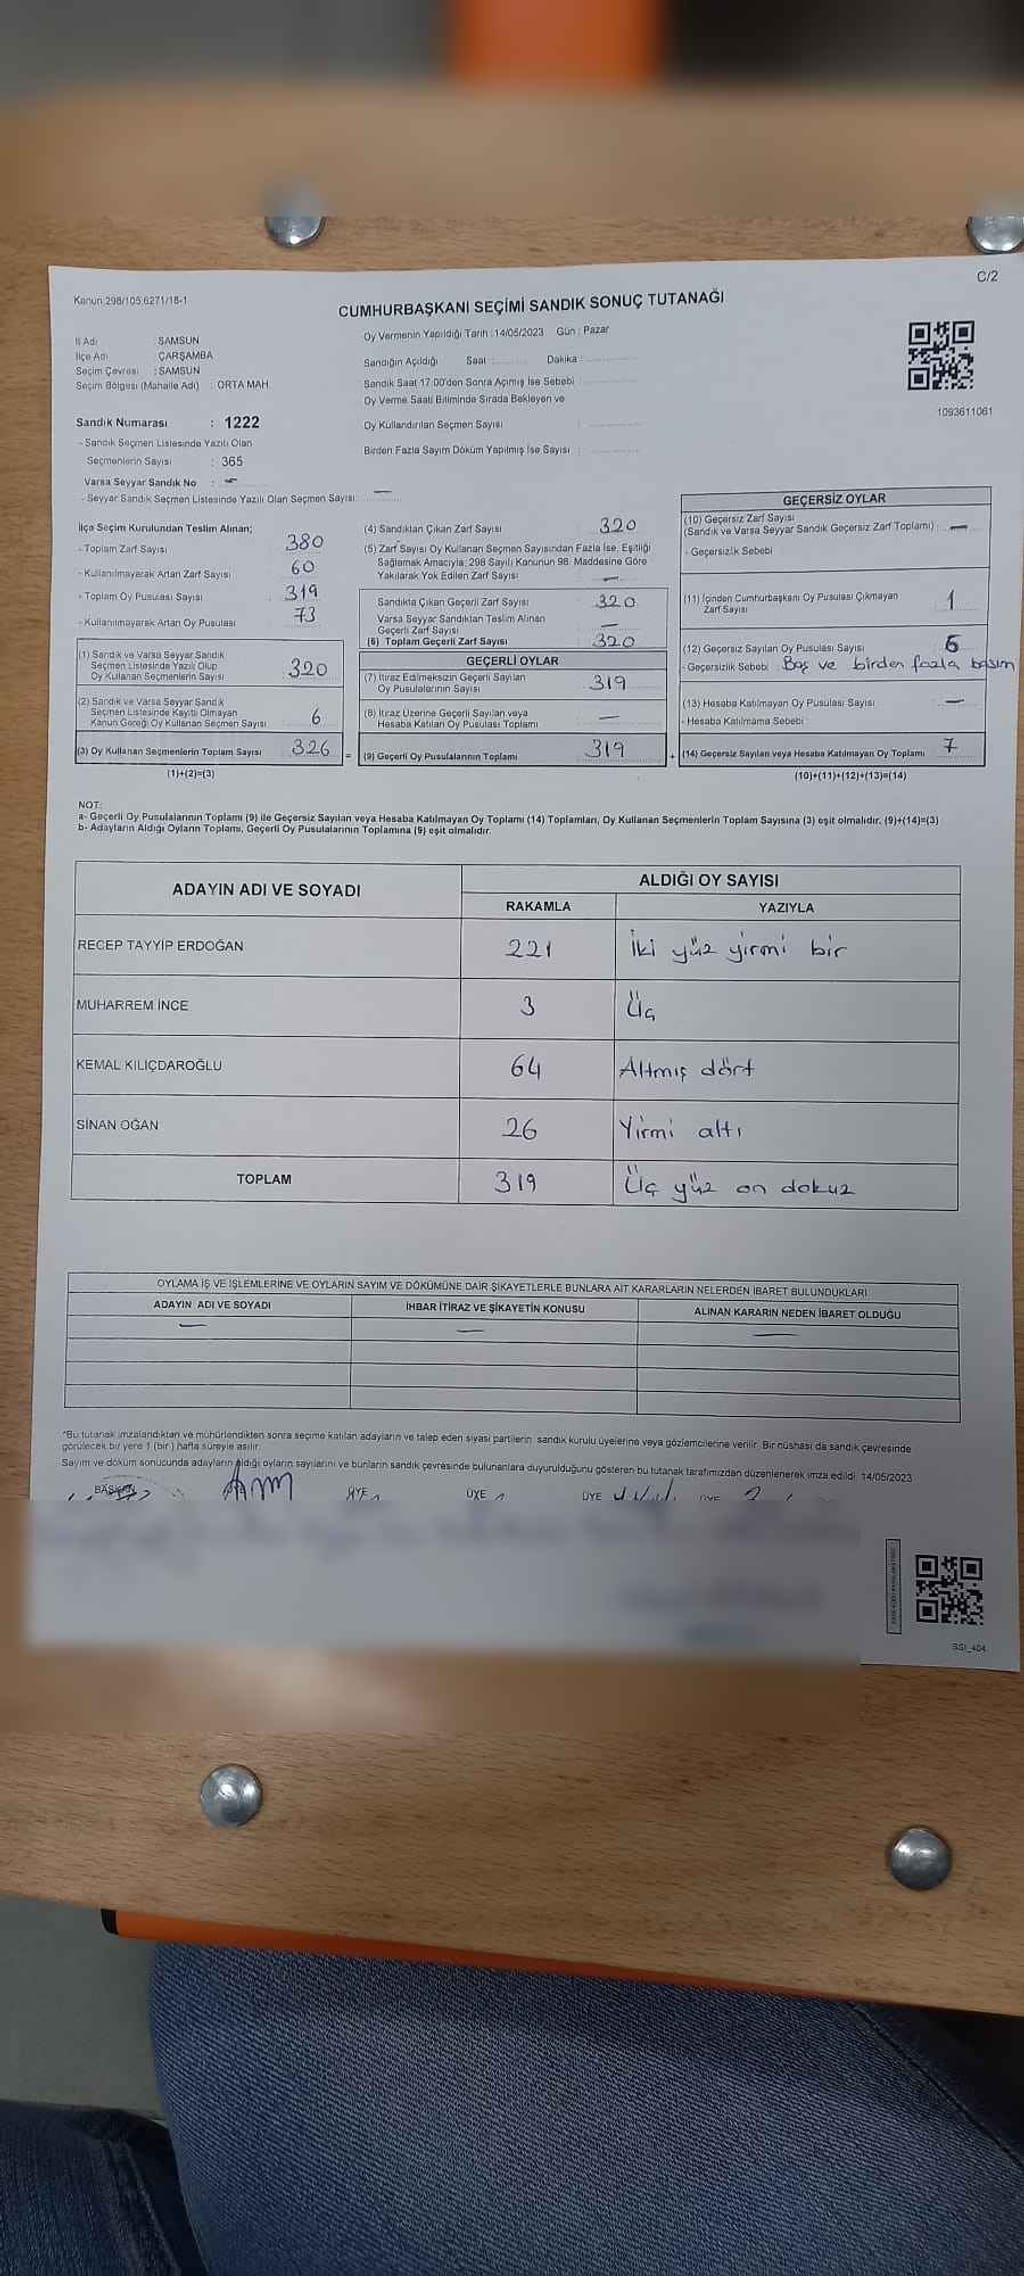 C/2
Kanun:298/105;6271/18-1
CUMHURBAŞKANI SEÇİMİ SANDIK SONUÇ TUTANAĞI
İl Adı : SAMSUN
İlçe Adı : ÇARŞAMBA
Seçim Çevresi : SAMSUN
Seçim Bölgesi (Mahalle Adı) : ORTA MAH.
Oy Vermenin Yapıldığı Tarih : 14/05/2023 Gün : Pazar
Sandığın Açıldığı Saat : Dakika :
Sandık Saat 17:00'den Sonra Açımış İse Sebebi :
Oy Verme Saati Bitiminde Sırada Bekleyen ve
Oy Kullandırılan Seçmen Sayısı :
Birden Fazla Sayım Döküm Yapılmış İse Sayısı :
1093611061
Sandık Numarası : 1222
- Sandık Seçmen Listesinde Yazılı Olan
Seçmenlerin Sayısı : 365
Varsa Seyyar Sandık No : –
- Seyyar Sandık Seçmen Listesinde Yazılı Olan Seçmen Sayısı : –
İlçe Seçim Kurulundan Teslim Alınan;
- Toplam Zarf Sayısı 380
- Kullanılmayarak Artan Zarf Sayısı 60
- Toplam Oy Pusulası Sayısı 319
- Kullanılmayarak Artan Oy Pusulası 73
(1) Sandık ve Varsa Seyyar Sandık
Seçmen Listesinde Yazılı Olup
Oy Kullanan Seçmenlerin Sayısı 320
(2) Sandık ve Varsa Seyyar Sandık
Seçmen Listesinde Kayıtlı Olmayan
Kanun Gereği Oy Kullanan Seçmen Sayısı 6
(3) Oy Kullanan Seçmenlerin Toplam Sayısı 326 =
(1)+(2)=(3)
(4) Sandıktan Çıkan Zarf Sayısı 320
(5) Zarf Sayısı Oy Kullanan Seçmen Sayısından Fazla İse, Eşitliği
Sağlamak Amacıyla, 298 Sayılı Kanunun 98. Maddesine Göre
Yakılarak Yok Edilen Zarf Sayısı –
Sandıkta Çıkan Geçerli Zarf Sayısı 320
Varsa Seyyar Sandıktan Teslim Alınan
Geçerli Zarf Sayısı –
(6) Toplam Geçerli Zarf Sayısı 320
GEÇERLİ OYLAR
(7) İtiraz Edilmeksizin Geçerli Sayılan
Oy Pusulalarının Sayısı 319
(8) İtiraz Üzerine Geçerli Sayılan veya
Hesaba Katılan Oy Pusulası Toplamı –
(9) Geçerli Oy Pusulalarının Toplamı 319 +
GEÇERSİZ OYLAR
(10) Geçersiz Zarf Sayısı
(Sandık ve Varsa Seyyar Sandık Geçersiz Zarf Toplamı) : –
- Geçersizlik Sebebi
(11) İçinden Cumhurbaşkanı Oy Pusulası Çıkmayan
Zarf Sayısı 1
(12) Geçersiz Sayılan Oy Pusulası Sayısı 6
- Geçersizlik Sebebi Boş ve birden fazla basım
(13) Hesaba Katılmayan Oy Pusulası Sayısı –
- Hesaba Katılmama Sebebi
(14) Geçersiz Sayılan veya Hesaba Katılmayan Oy Toplamı 7
(10)+(11)+(12)+(13)=(14)
NOT:
a- Geçerli Oy Pusulalarının Toplamı (9) ile Geçersiz Sayılan veya Hesaba Katılmayan Oy Toplamı (14) Toplamları, Oy Kullanan Seçmenlerin Toplam Sayısına (3) eşit olmalıdır. (9)+(14)=(3)
b- Adayların Aldığı Oyların Toplamı, Geçerli Oy Pusulalarının Toplamına (9) eşit olmalıdır.
ADAYIN ADI VE SOYADI
ALDIĞI OY SAYISI
RAKAMLA YAZIYLA
RECEP TAYYİP ERDOĞAN 221 İki yüz yirmi bir
MUHARREM İNCE 3 Üç
KEMAL KILIÇDAROĞLU 64 Altmış dört
SİNAN OĞAN 26 Yirmi altı
TOPLAM 319 Üç yüz on dokuz
OYLAMA İŞ VE İŞLEMLERİNE VE OYLARIN SAYIM VE DÖKÜMÜNE DAİR ŞİKAYETLERLE BUNLARA AİT KARARLARIN NELERDEN İBARET BULUNDUKLARI
ADAYIN ADI VE SOYADI İHBAR İTİRAZ VE ŞİKAYETİN KONUSU ALINAN KARARIN NEDEN İBARET OLDUĞU
– – –
*Bu tutanak imzalandıktan ve mühürlendikten sonra seçime katılan adayların ve talep eden siyasi partilerin sandık kurulu üyelerine veya gözlemcilerine verilir. Bir nüshası da sandık çevresinde
görülecek bir yere 1 (bir ) hafta süreyle asılır.
Sayım ve döküm sonucunda adayların aldığı oyların sayılarını ve bunların sandık çevresinde bulunanlara duyurulduğunu gösteren bu tutanak tarafımızdan düzenlenerek imza edildi. 14/05/2023
BAŞKAN ÜYE ÜYE ÜYE ÜYE
SSI_404